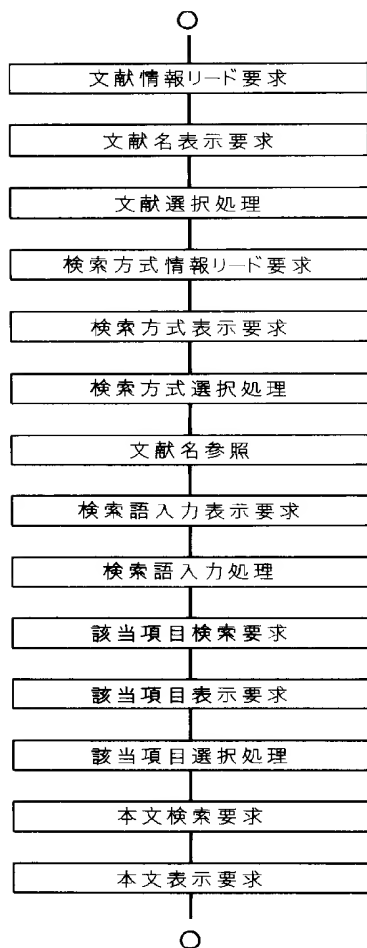 文献情報リード要求
文献名表示要求
文献選択処理
検索方式情報リード要求
検索方式表示要求
検索方式選択処理
文献名参照
検索語入力表示要求
検索語入力処理
該当項目検索要求
該当項目表示要求
該当項目選択処理
本文検索要求
本文表示要求